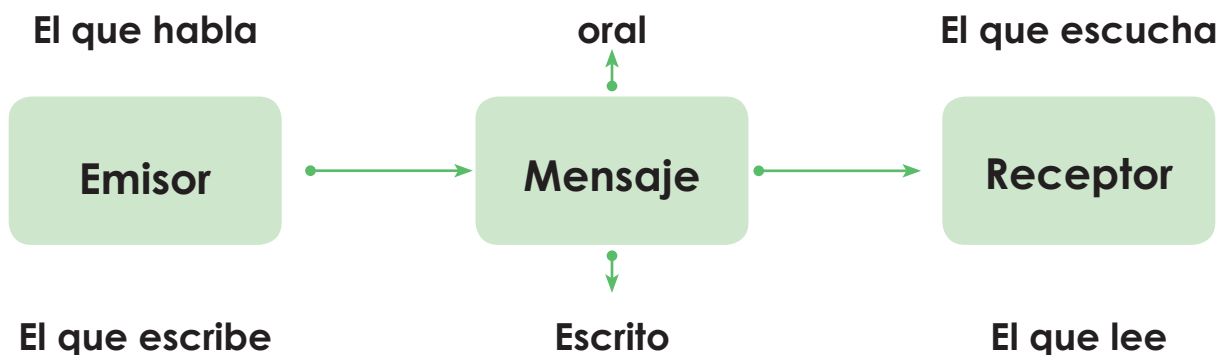 El que habla
oral
El que escucha
Emisor
Mensaje
Receptor
El que escribe
Escrito
El que lee